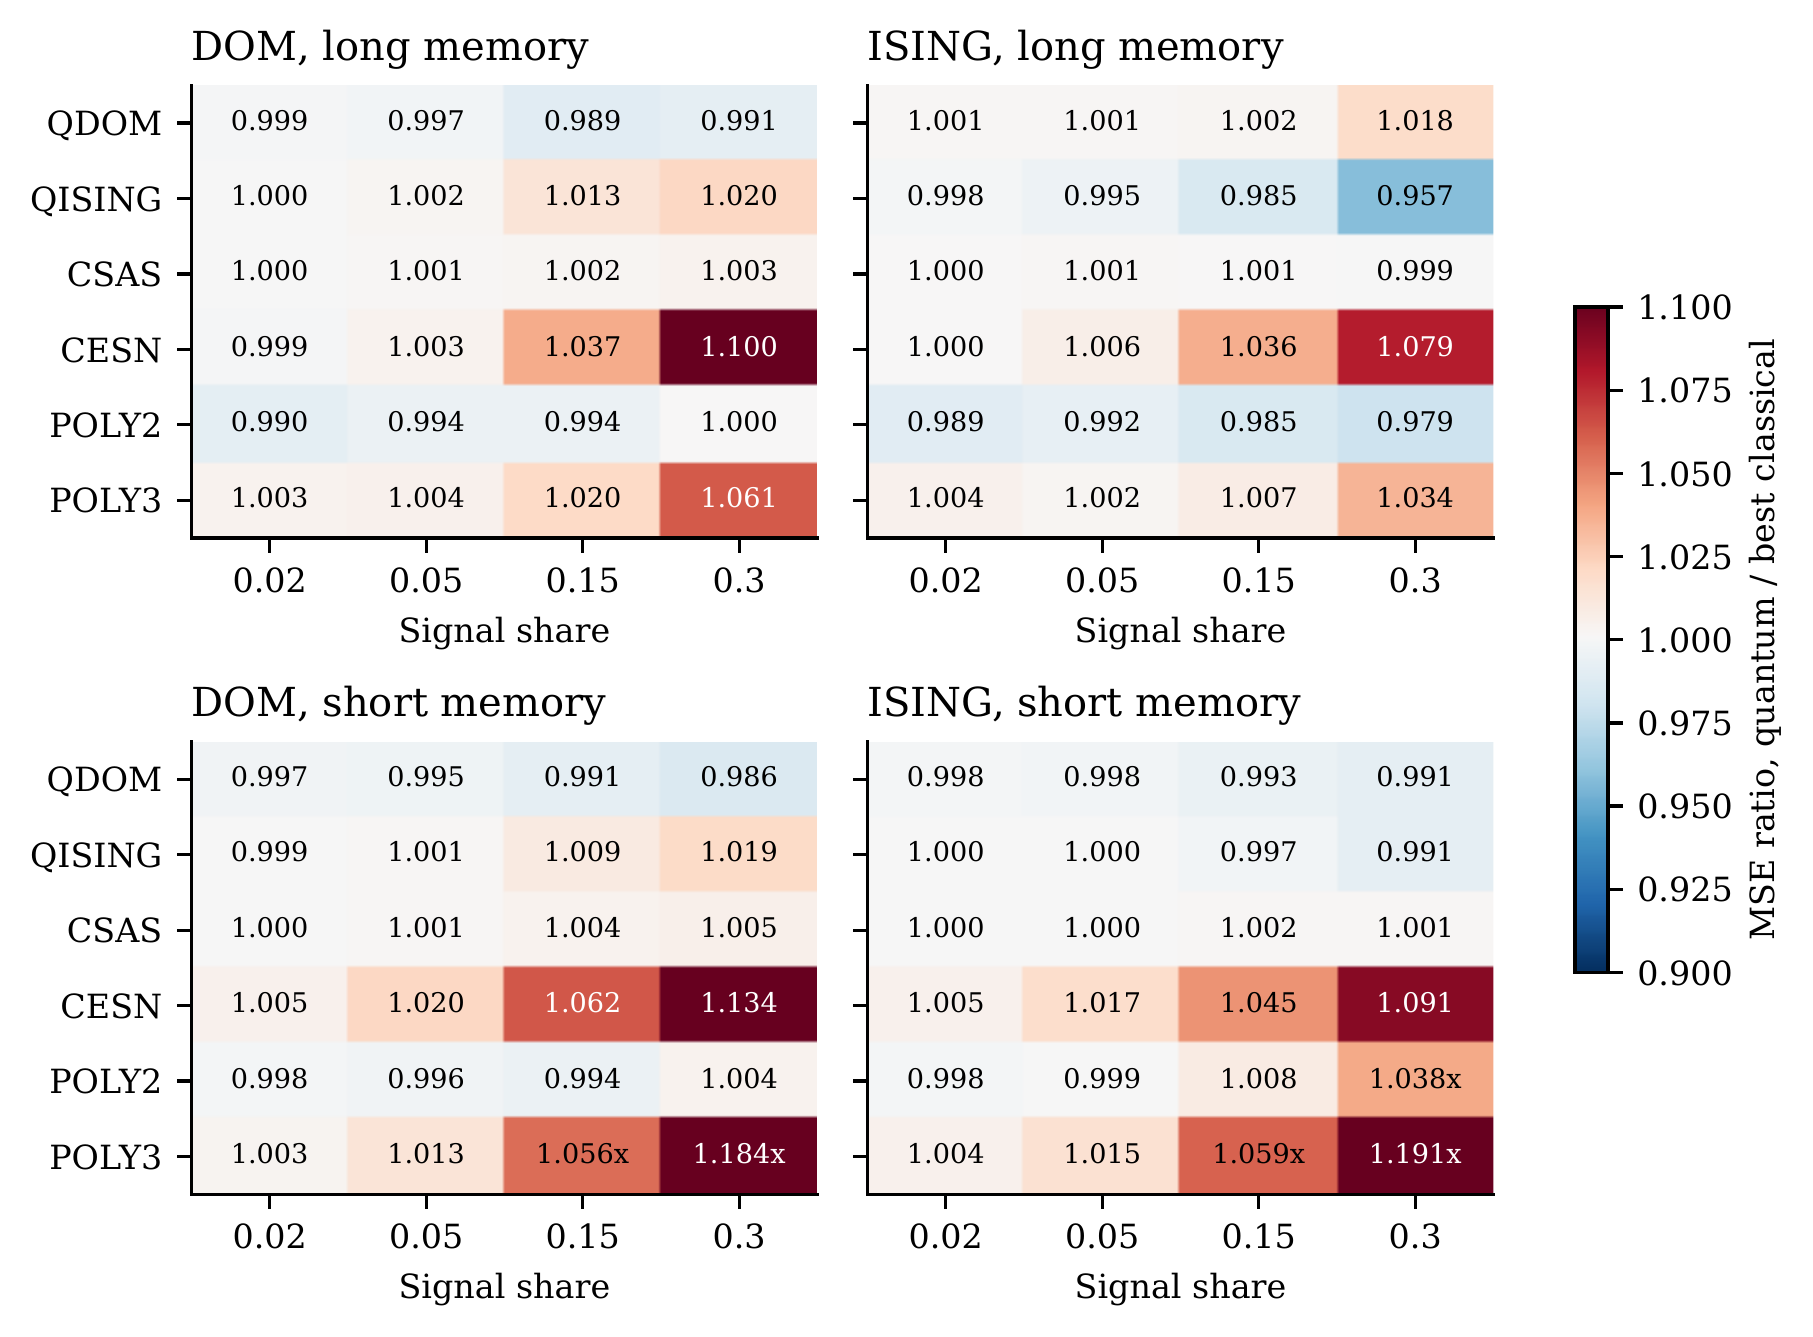 DOM, long memory
QDOM 0.999 0.997 0.989 0.991
QISING 1.000 1.002 1.013 1.020
CSAS 1.000 1.001 1.002 1.003
CESN 0.999 1.003 1.037 1.100
POLY2 0.990 0.994 0.994 1.000
POLY3 1.003 1.004 1.020 1.061
0.02 0.05 0.15 0.3
Signal share
ISING, long memory
1.001 1.001 1.002 1.018
0.998 0.995 0.985 0.957
1.000 1.001 1.001 0.999
1.000 1.006 1.036 1.079
0.989 0.992 0.985 0.979
1.004 1.002 1.007 1.034
0.02 0.05 0.15 0.3
Signal share
DOM, short memory
QDOM 0.997 0.995 0.991 0.986
QISING 0.999 1.001 1.009 1.019
CSAS 1.000 1.001 1.004 1.005
CESN 1.005 1.020 1.062 1.134
POLY2 0.998 0.996 0.994 1.004
POLY3 1.003 1.013 1.056x 1.184x
0.02 0.05 0.15 0.3
Signal share
ISING, short memory
0.998 0.998 0.993 0.991
1.000 1.000 0.997 0.991
1.000 1.000 1.002 1.001
1.005 1.017 1.045 1.091
0.998 0.999 1.008 1.038x
1.004 1.015 1.059x 1.191x
0.02 0.05 0.15 0.3
Signal share
1.100
1.075
1.050
1.025
1.000
0.975
0.950
0.925
0.900
MSE ratio, quantum / best classical